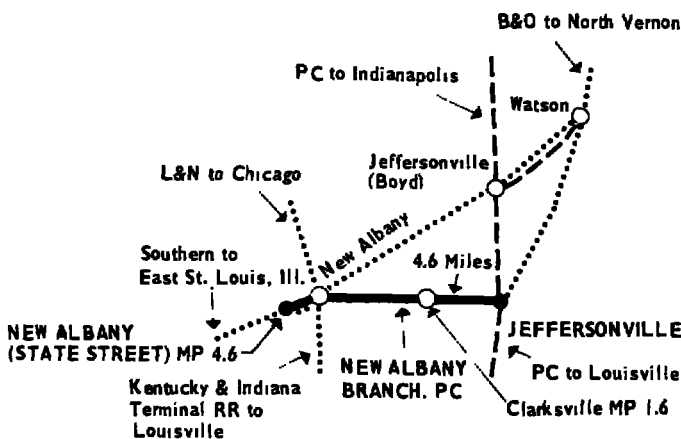 B&O to North Vernon
PC to Indianapolis
Watson
Jeffersonville
(Boyd)
L&N to Chicago
New Albany
Southern to
East St. Louis, Ill.
4.6 Miles
NEW ALBANY
(STATE STREET) MP 4.6
JEFFERSONVILLE
NEW ALBANY
BRANCH. PC
PC to Louisville
Kentucky & Indiana
Terminal RR to
Louisville
Clarksville MP 1.6